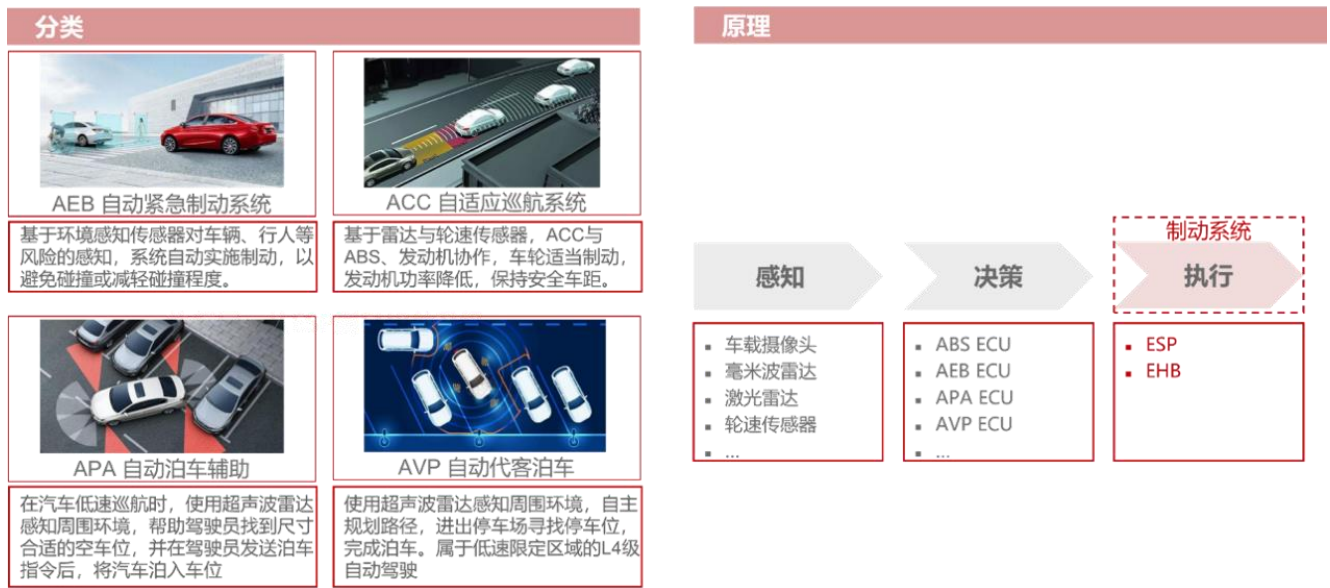 分类
AEB 自动紧急制动系统
基于环境感知传感器对车辆、行人等
风险的感知，系统自动实施制动，以
避免碰撞或减轻碰撞程度。
ACC 自适应巡航系统
基于雷达与轮速传感器，ACC与
ABS、发动机协作，车轮适当制动，
发动机功率降低，保持安全车距。
APA 自动泊车辅助
在汽车低速巡航时，使用超声波雷达
感知周围环境，帮助驾驶员找到尺寸
合适的空车位，并在驾驶员发送泊车
指令后，将汽车泊入车位
AVP 自动代客泊车
使用超声波雷达感知周围环境，自主
规划路径，进出停车场寻找停车位，
完成泊车。属于低速限定区域的L4级
自动驾驶
原理
感知
▪ 车载摄像头
▪ 毫米波雷达
▪ 激光雷达
▪ 轮速传感器
▪ ...
决策
▪ ABS ECU
▪ AEB ECU
▪ APA ECU
▪ AVP ECU
▪ ...
制动系统
执行
▪ ESP
▪ EHB